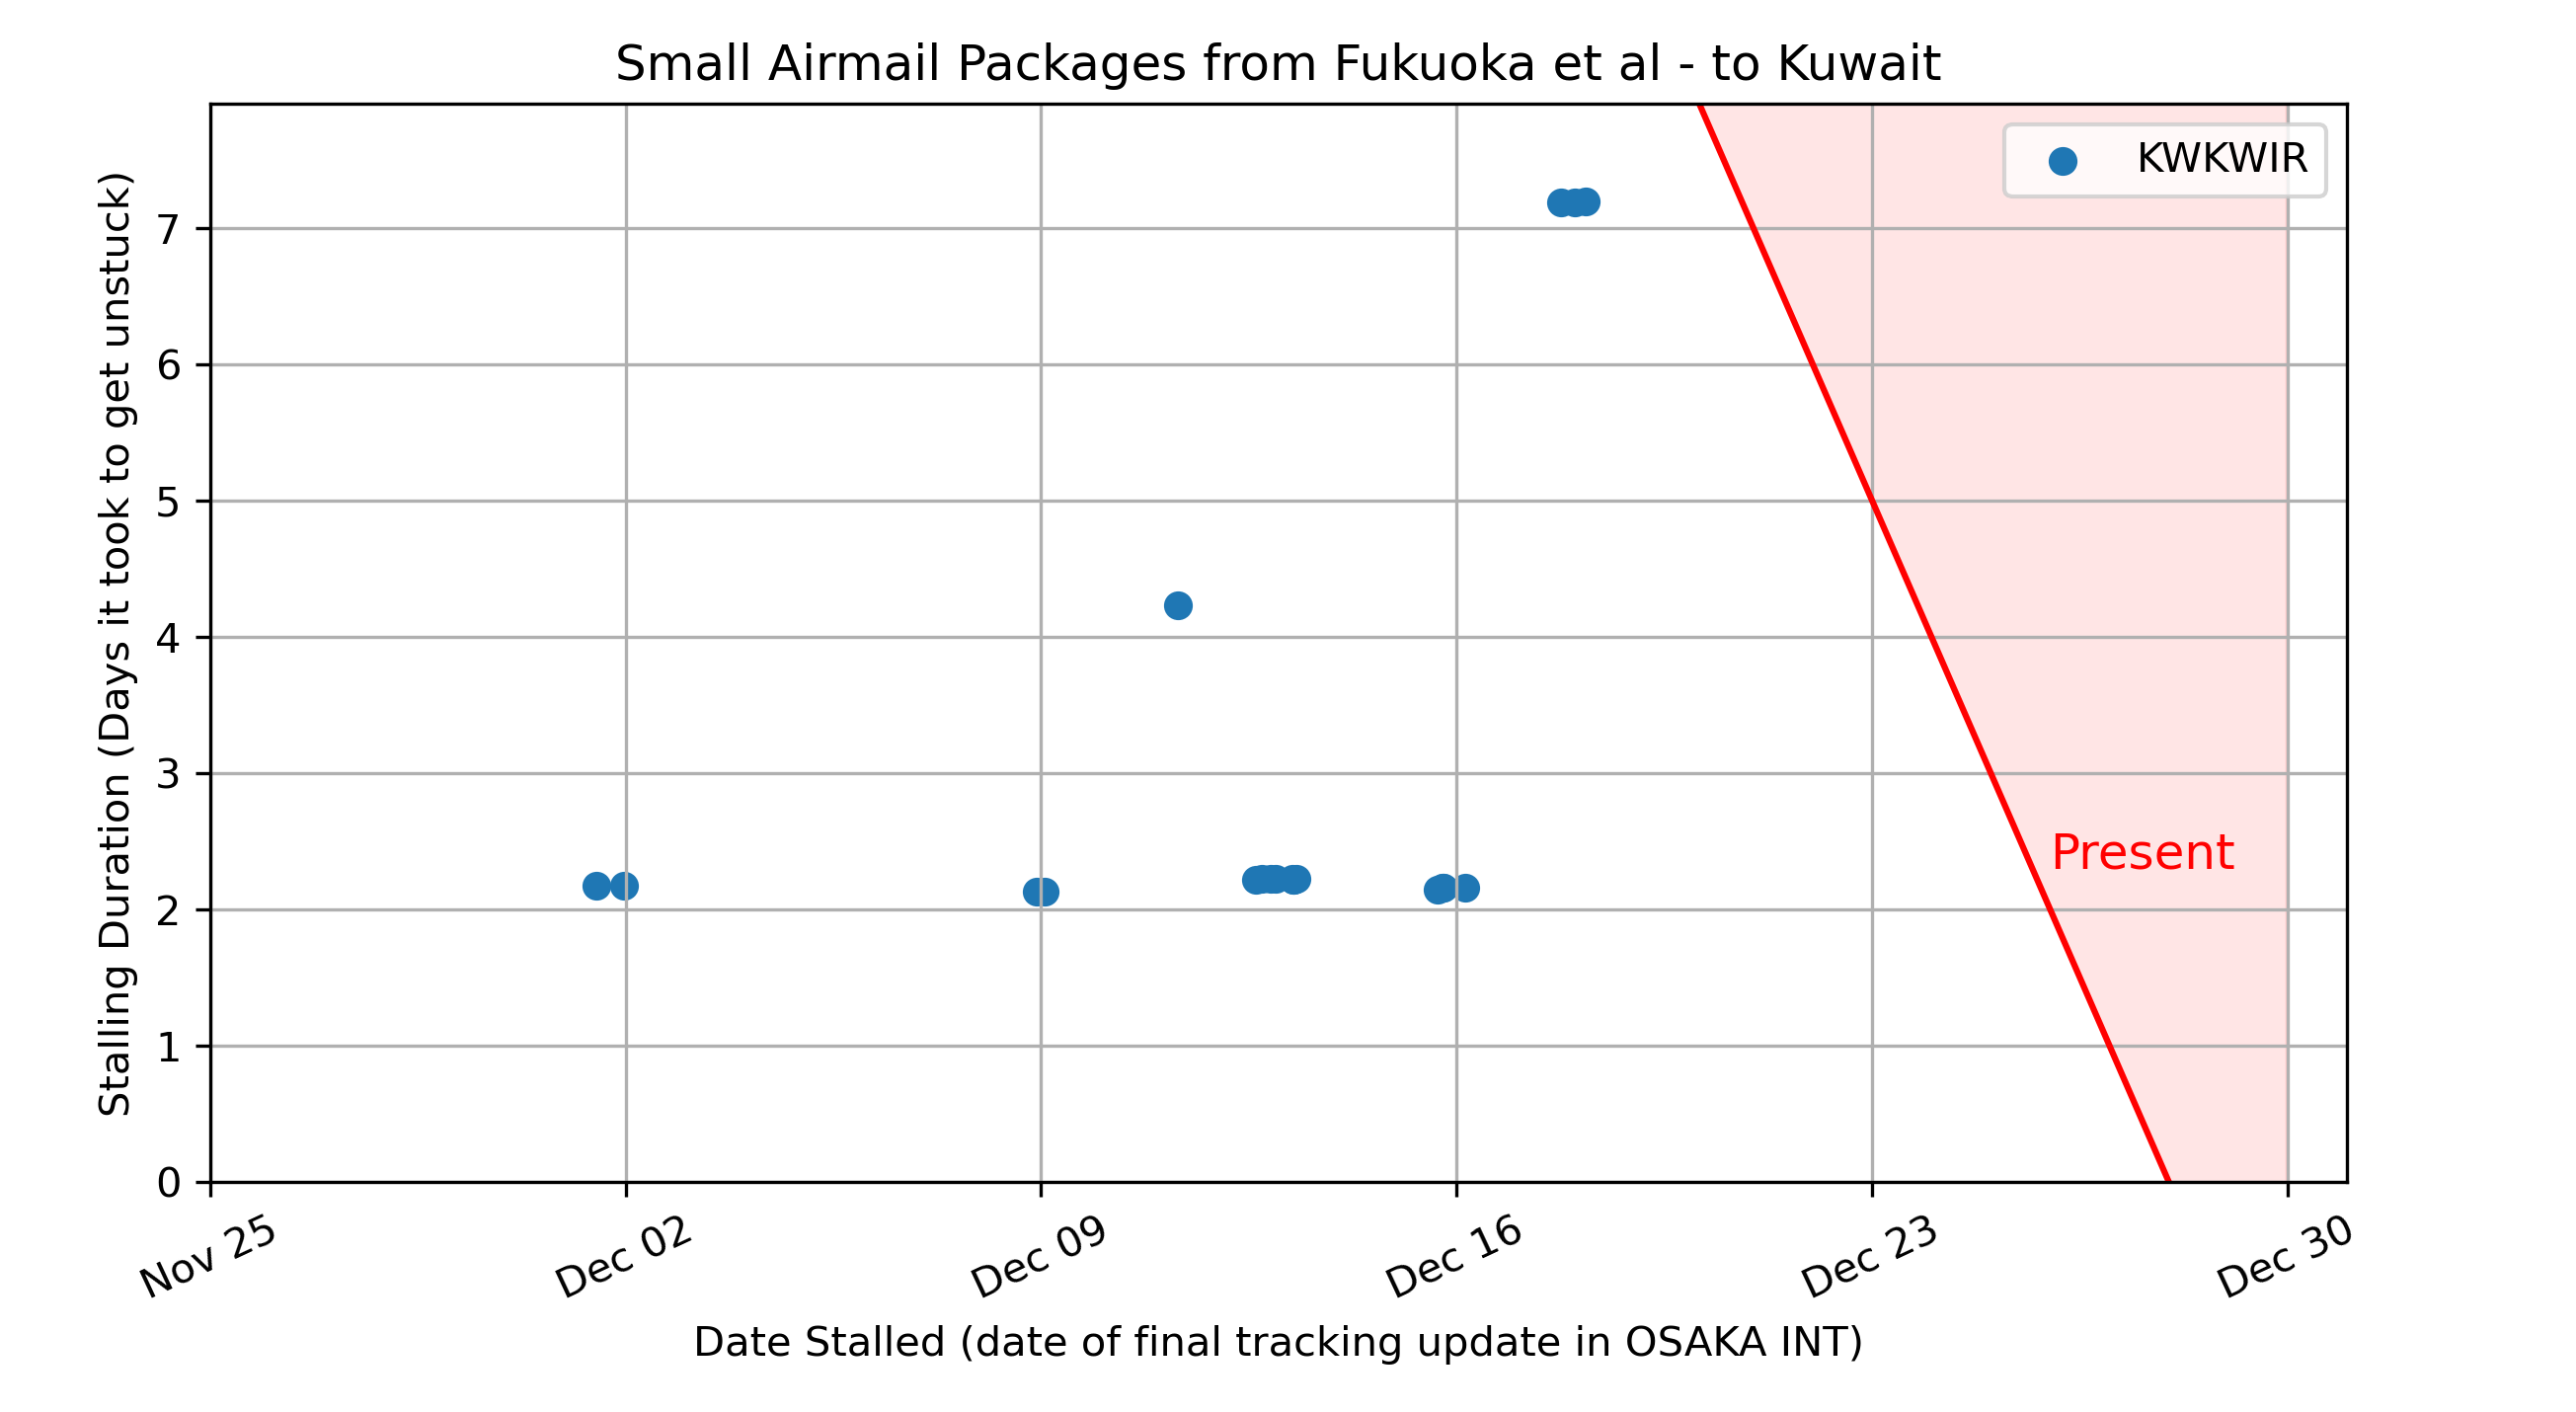 Small Airmail Packages from Fukuoka et al - to Kuwait
KWKWIR
Stalling Duration (Days it took to get unstuck)
7
6
5
4
3
2
1
0
Present
Nov 25
Dec 02
Dec 09
Dec 16
Dec 23
Dec 30
Date Stalled (date of final tracking update in OSAKA INT)